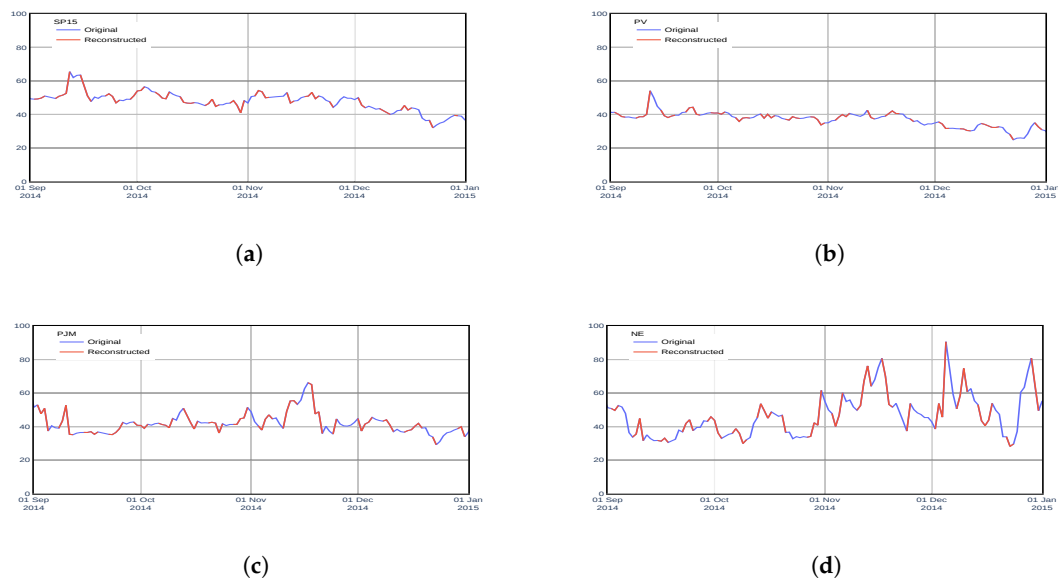 100
SP15
Original
Reconstructed
80
60
40
20
0
01 Sep
2014
01 Oct
2014
01 Nov
2014
01 Dec
2014
01 Jan
2015
(a)
100
PV
Original
Reconstructed
80
60
40
20
0
01 Sep
2014
01 Oct
2014
01 Nov
2014
01 Dec
2014
01 Jan
2015
(b)
100
PJM
Original
Reconstructed
80
60
40
20
0
01 Sep
2014
01 Oct
2014
01 Nov
2014
01 Dec
2014
01 Jan
2015
(c)
100
NE
Original
Reconstructed
80
60
40
20
0
01 Sep
2014
01 Oct
2014
01 Nov
2014
01 Dec
2014
01 Jan
2015
(d)